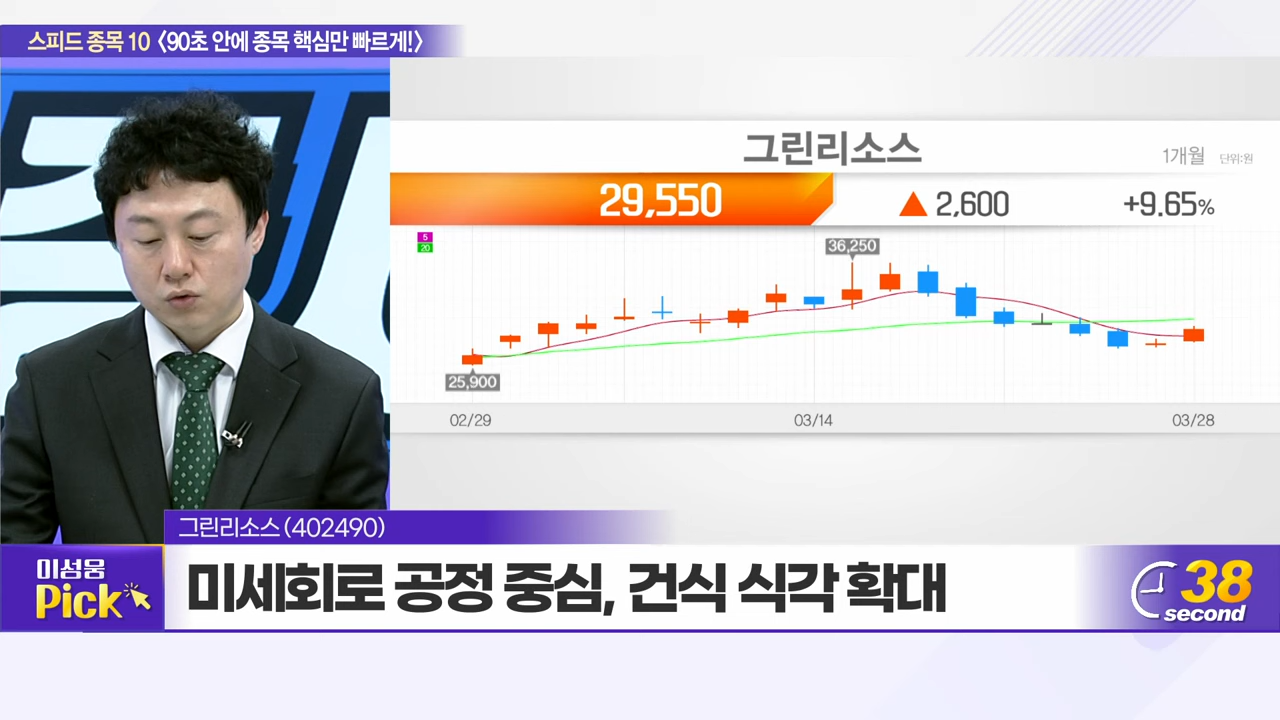 스피드 종목 10 〈90초 안에 종목 핵심만 빠르게!〉
그린리소스
1개월 단위:원
29,550 ▲ 2,600 +9.65%
5
20
36,250
25,900
02/29 03/14 03/28
그린리소스 (402490)
이성웅
Pick
미세회로 공정 중심, 건식 식각 확대
38
second